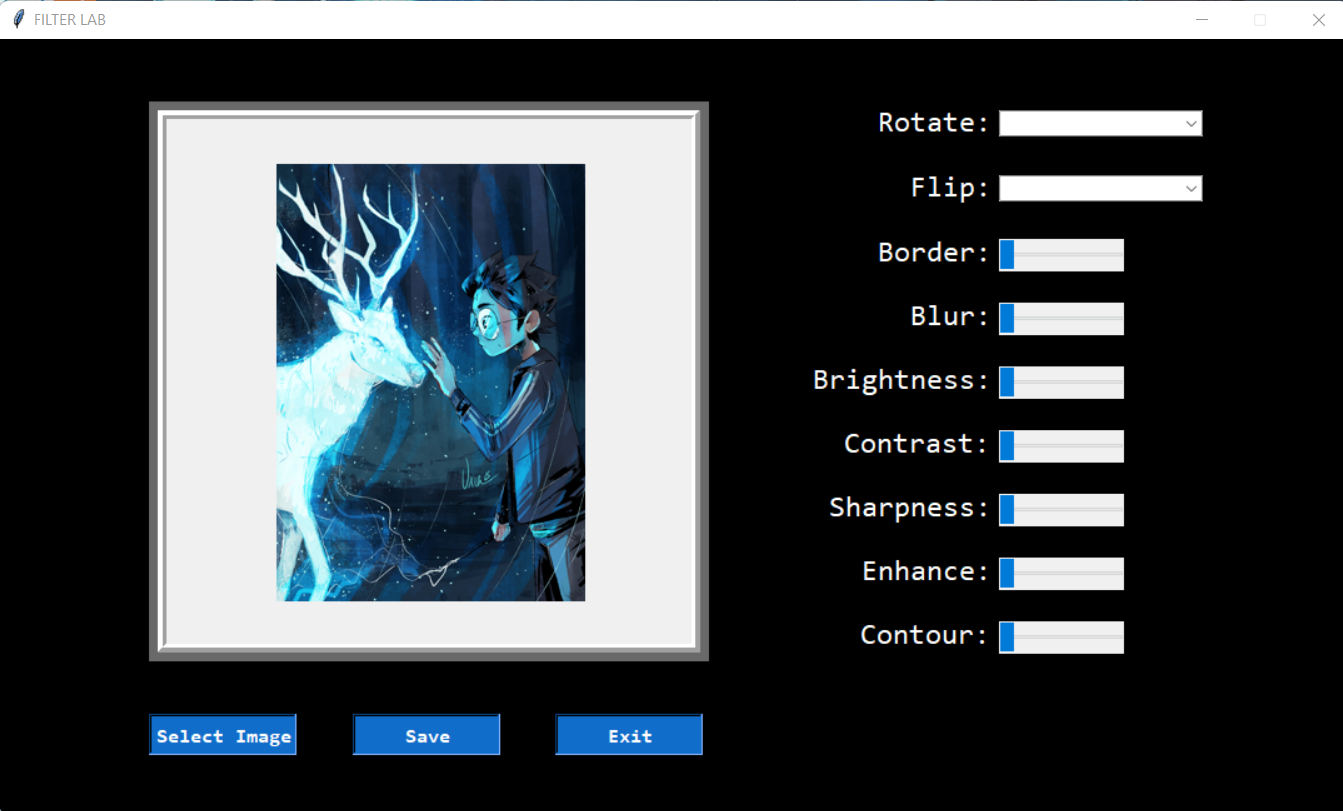 FILTER LAB
Rotate:
Flip:
Border:
Blur:
Brightness:
Contrast:
Sharpness:
Enhance:
Contour:
Select Image
Save
Exit